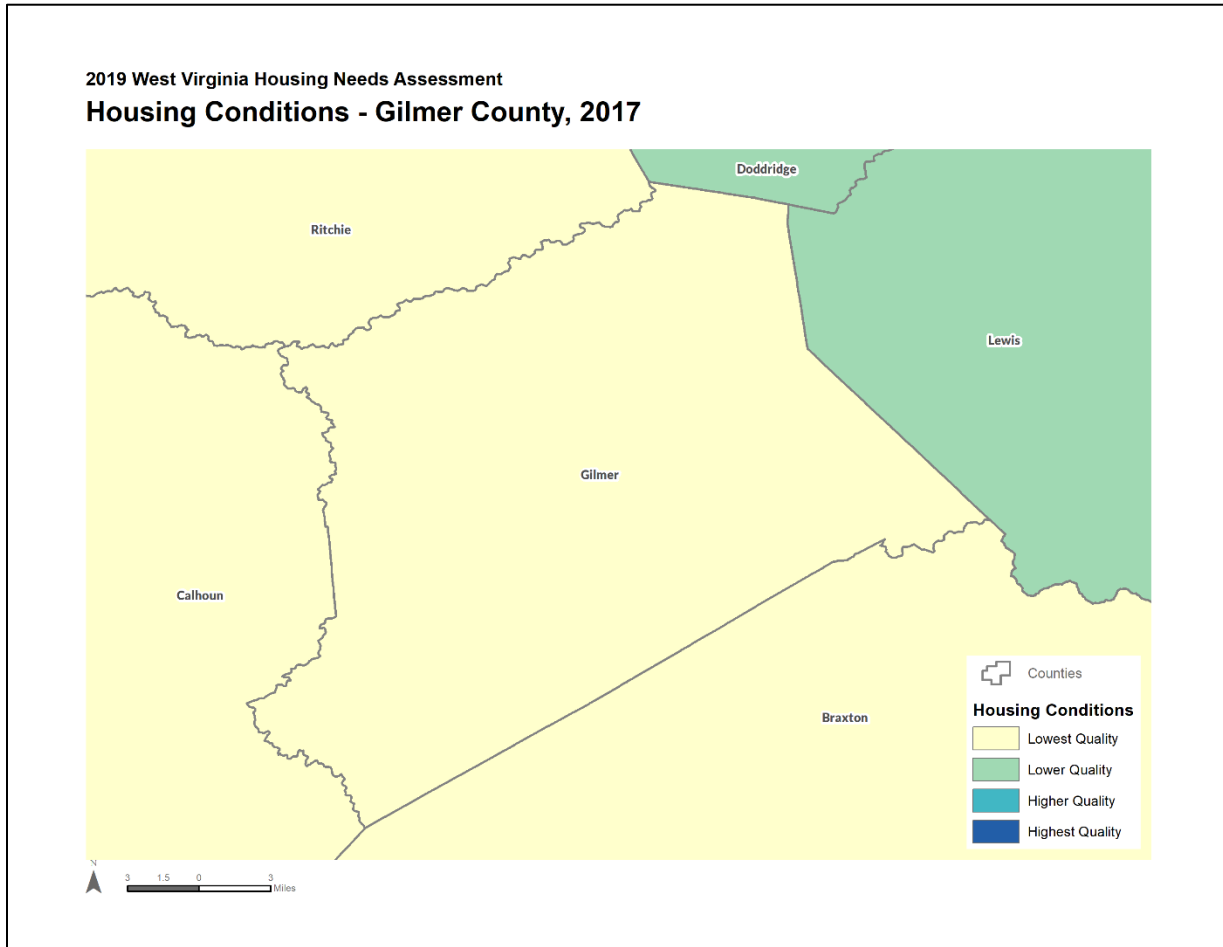 2019 West Virginia Housing Needs Assessment
Housing Conditions - Gilmer County, 2017
Doddridge
Ritchie
Lewis
Gilmer
Calhoun
Braxton
Counties
Housing Conditions
Lowest Quality
Lower Quality
Higher Quality
Highest Quality
N
3 1.5 0 3
Miles